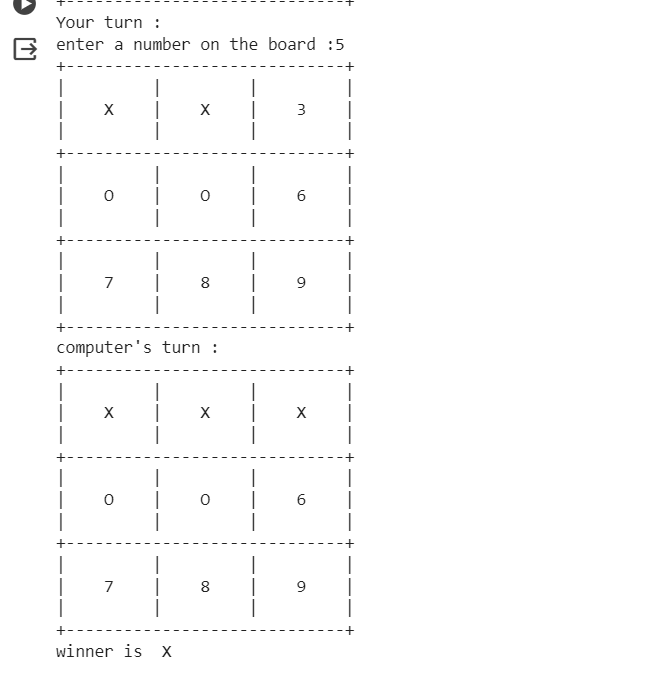 +-----------------------------+
Your turn :
enter a number on the board :5
+-----------------------------+
|         |         |         |
|    X    |    X    |    3    |
|         |         |         |
+-----------------------------+
|         |         |         |
|    O    |    O    |    6    |
|         |         |         |
+-----------------------------+
|         |         |         |
|    7    |    8    |    9    |
|         |         |         |
+-----------------------------+
computer's turn :
+-----------------------------+
|         |         |         |
|    X    |    X    |    X    |
|         |         |         |
+-----------------------------+
|         |         |         |
|    O    |    O    |    6    |
|         |         |         |
+-----------------------------+
|         |         |         |
|    7    |    8    |    9    |
|         |         |         |
+-----------------------------+
winner is  X